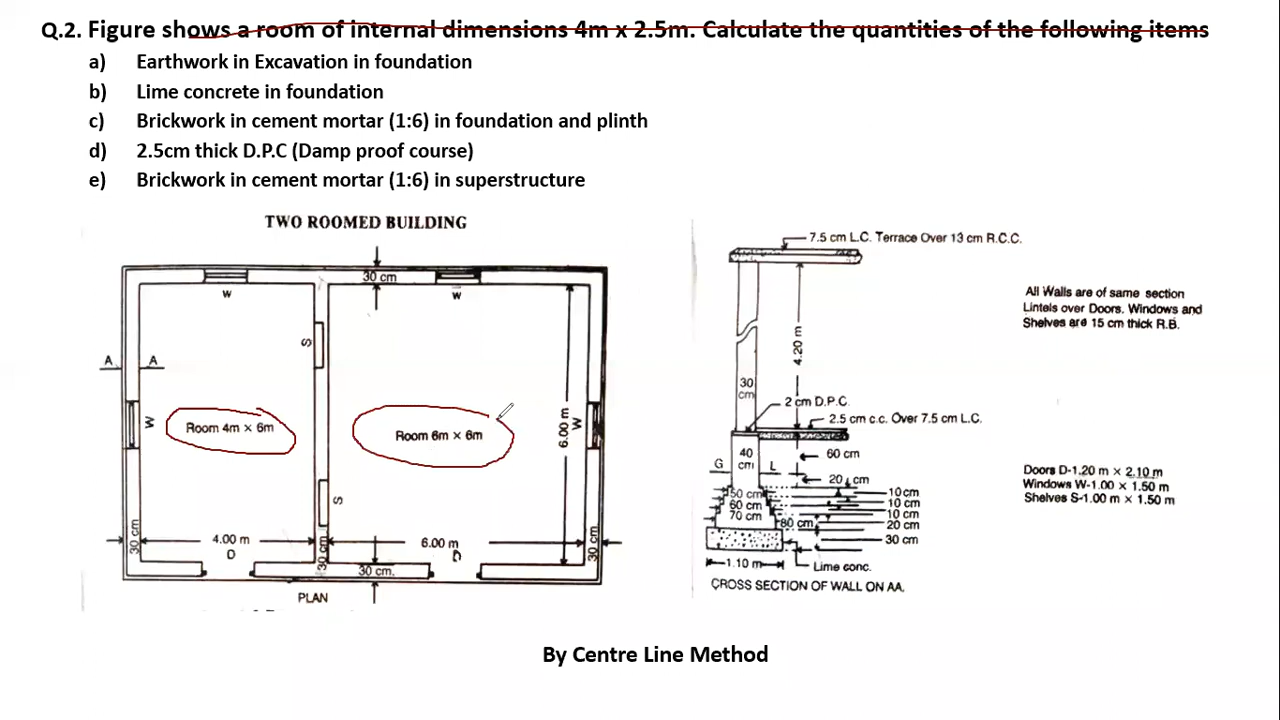 Q.2. Figure shows a room of internal dimensions 4m x 2.5m. Calculate the quantities of the following items
a) Earthwork in Excavation in foundation
b) Lime concrete in foundation
c) Brickwork in cement mortar (1:6) in foundation and plinth
d) 2.5cm thick D.P.C (Damp proof course)
e) Brickwork in cement mortar (1:6) in superstructure
TWO ROOMED BUILDING
30 cm
W
W
S
A A
W
Room 4m x 6m
Room 6m x 6m
6.00 m
W
S
30 cm
4.00 m
D
30 cm
6.00 m
D
30 cm
30 cm.
PLAN
7.5 cm L.C. Terrace Over 13 cm R.C.C.
4.20 m
30
cm
2 cm D.P.C.
2.5 cm c.c. Over 7.5 cm L.C.
40
cm
60 cm
G L
20 cm
50 cm
60 cm
70 cm
80 cm
10 cm
10 cm
10 cm
20 cm
30 cm
1.10 m
Lime conc.
CROSS SECTION OF WALL ON AA.
All Walls are of same section
Lintels over Doors. Windows and
Shelves are 15 cm thick R.B.
Doors D-1.20 m x 2.10 m
Windows W-1.00 x 1.50 m
Shelves S-1.00 m x 1.50 m
By Centre Line Method